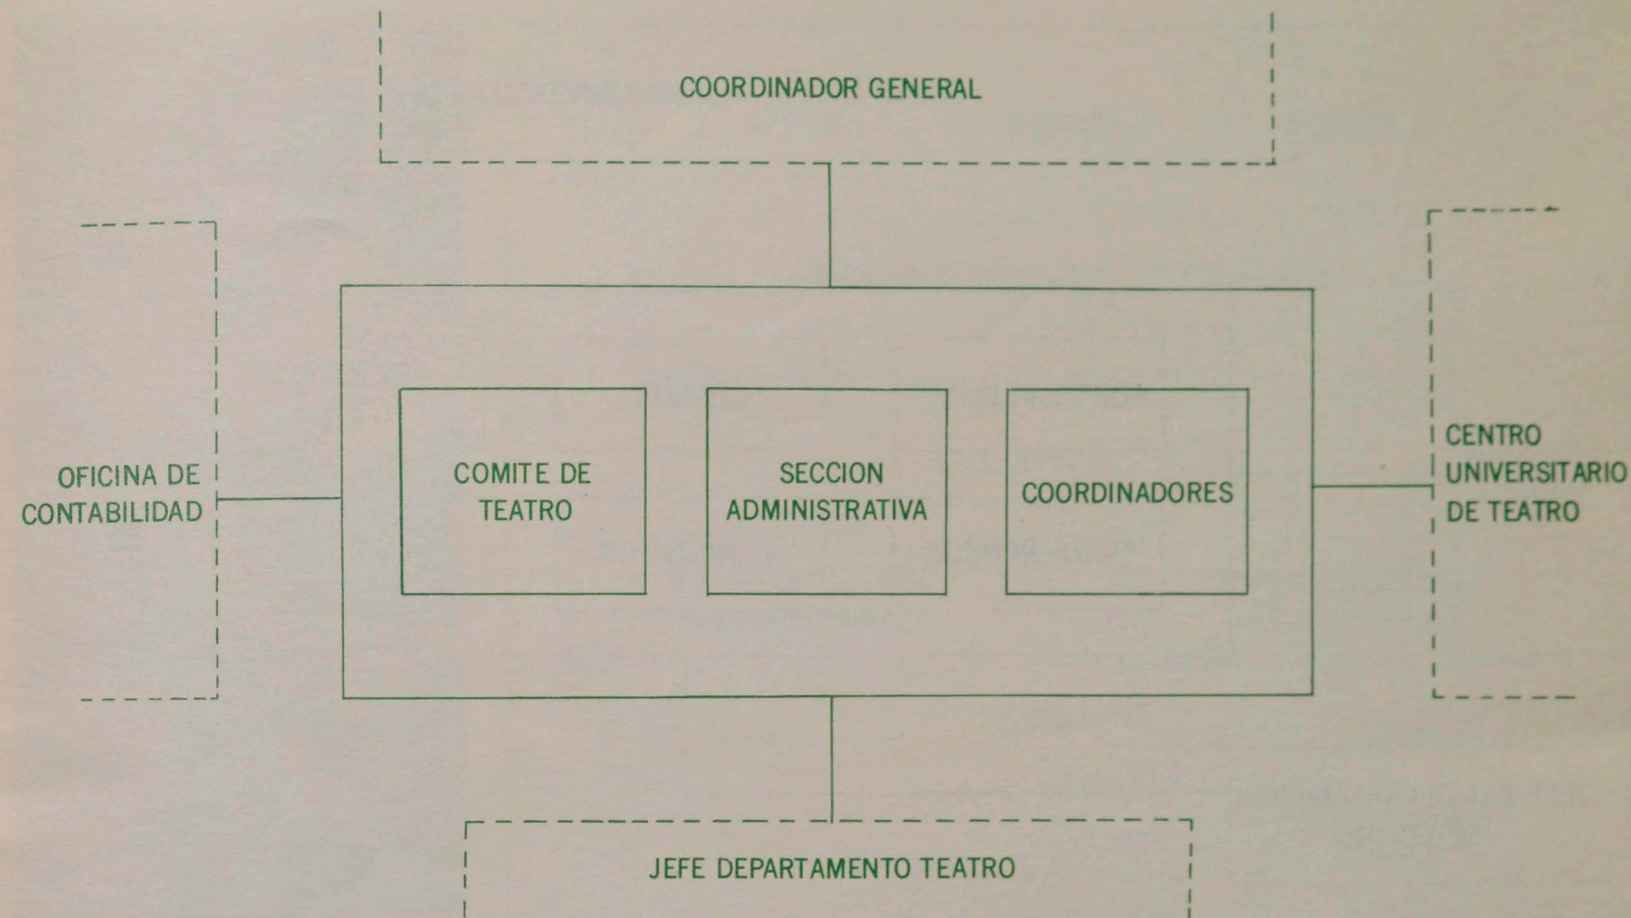 COORDINADOR GENERAL
OFICINA DE
CONTABILIDAD
COMITE DE
TEATRO
SECCION
ADMINISTRATIVA
COORDINADORES
CENTRO
UNIVERSITARIO
DE TEATRO
JEFE DEPARTAMENTO TEATRO